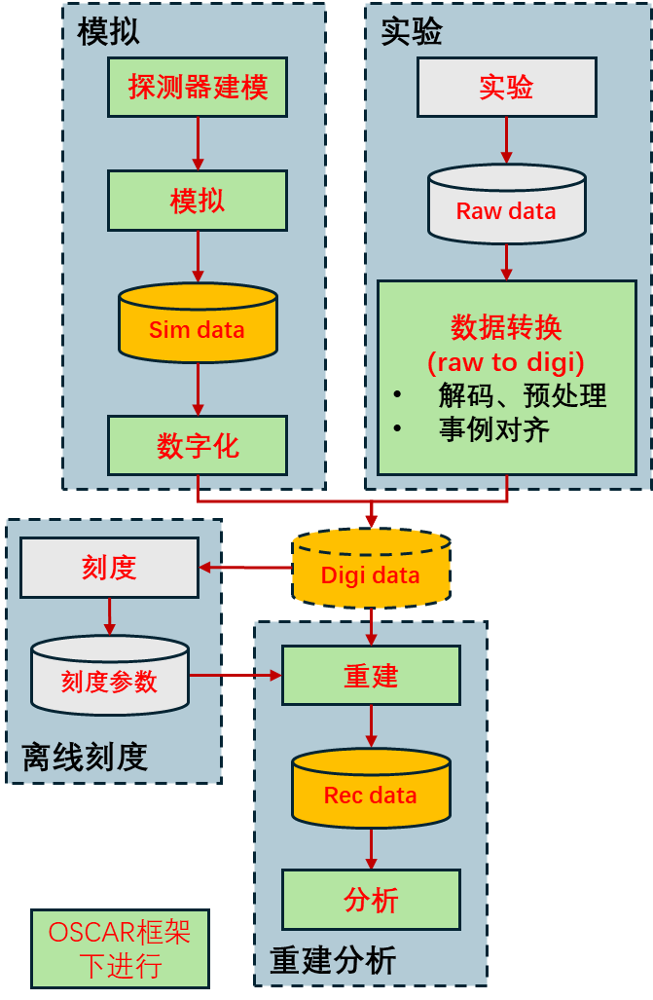 模拟
探测器建模
模拟
Sim data
数字化
实验
实验
Raw data
数据转换
(raw to digi)
• 解码、预处理
• 事例对齐
Digi data
刻度
刻度参数
离线刻度
重建
Rec data
分析
重建分析
OSCAR框架
下进行